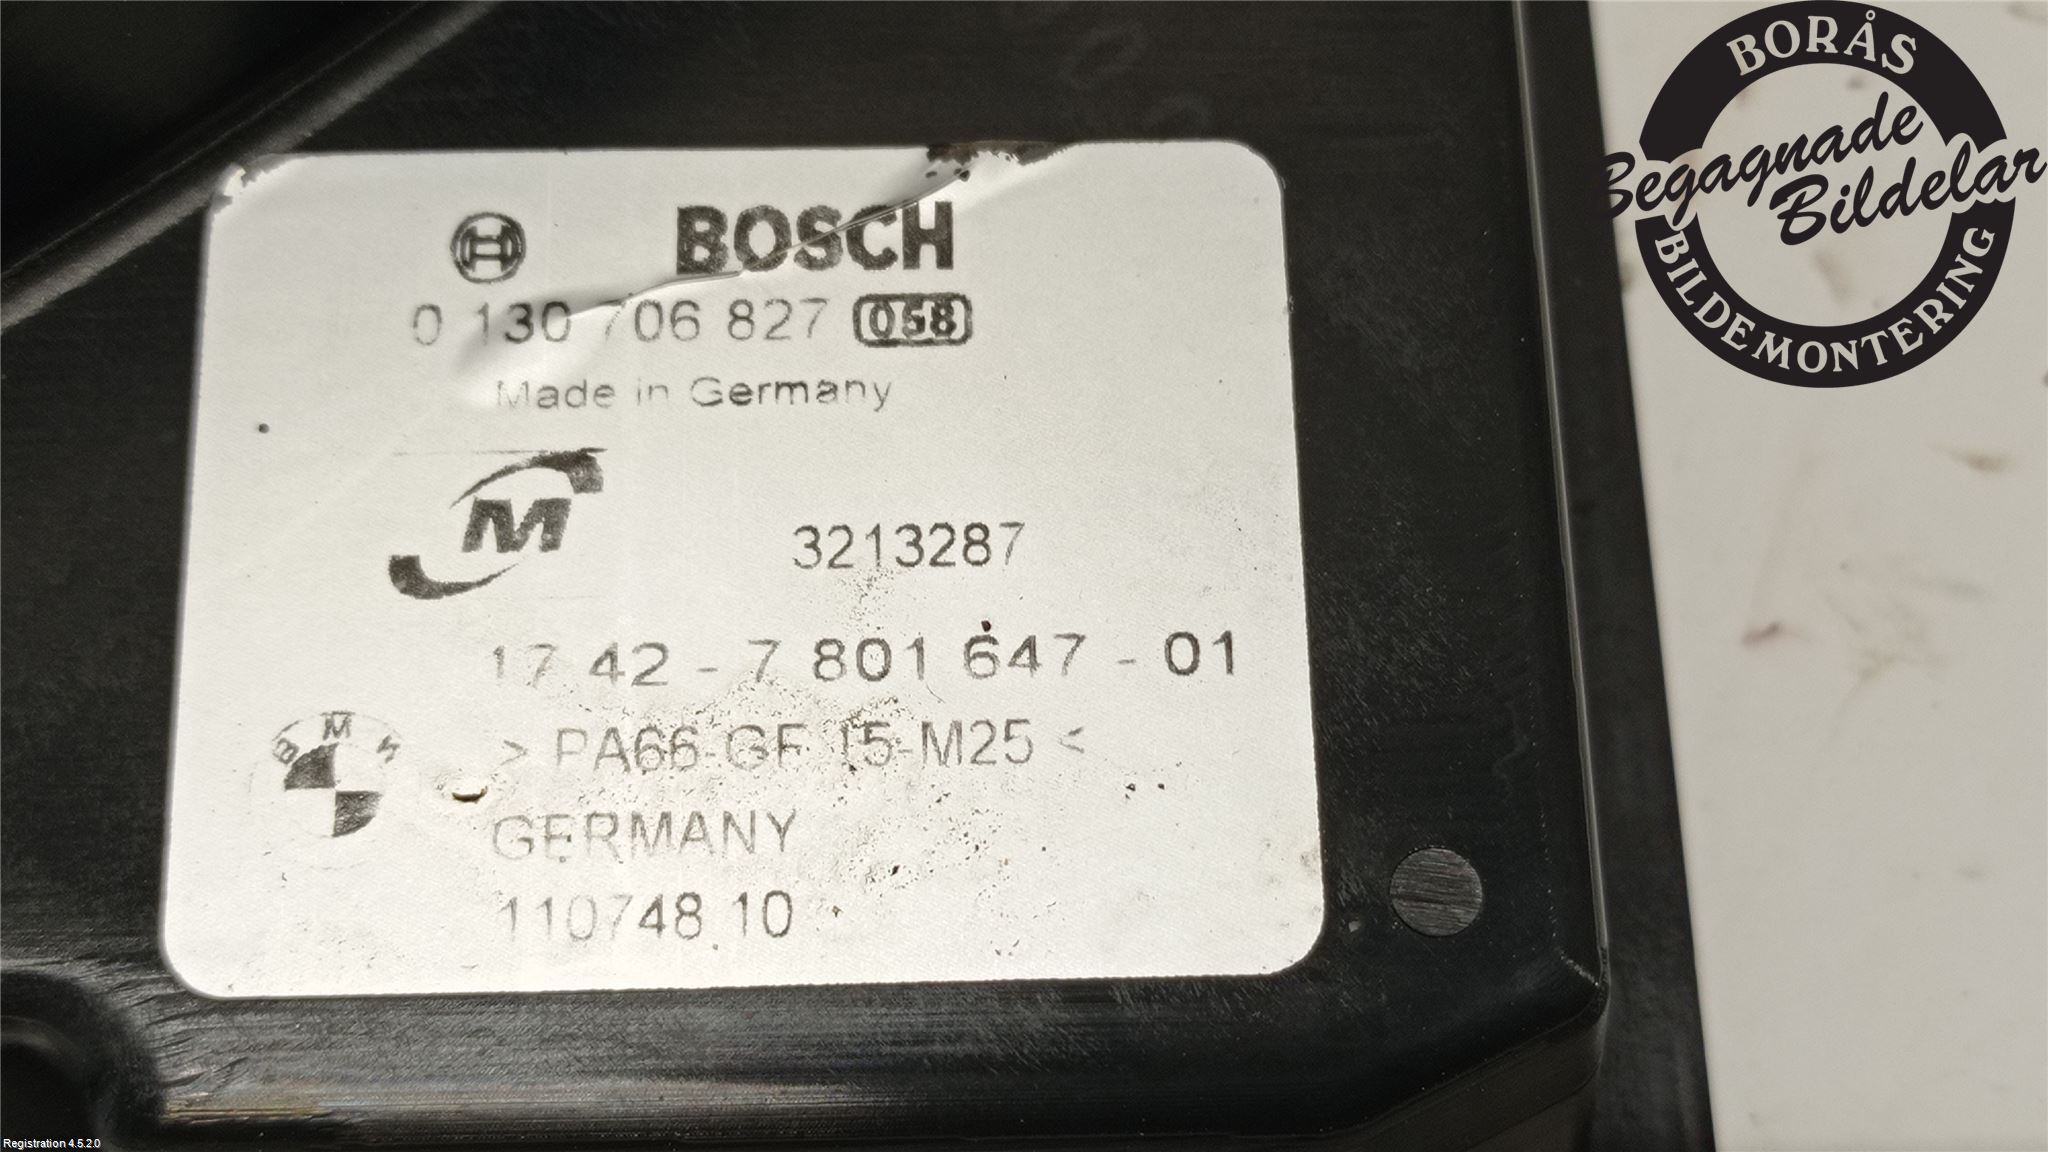 BOSCH
0 130 706 827 058
Made in Germany
M
3213287
17 42 - 7 801 647 - 01
BMW
> PA66-GF 15-M25 <
GERMANY
110748 10
BORÅS
Begagnade
Bildelar
BILDEMONTERING
Registration 4.5.2.0